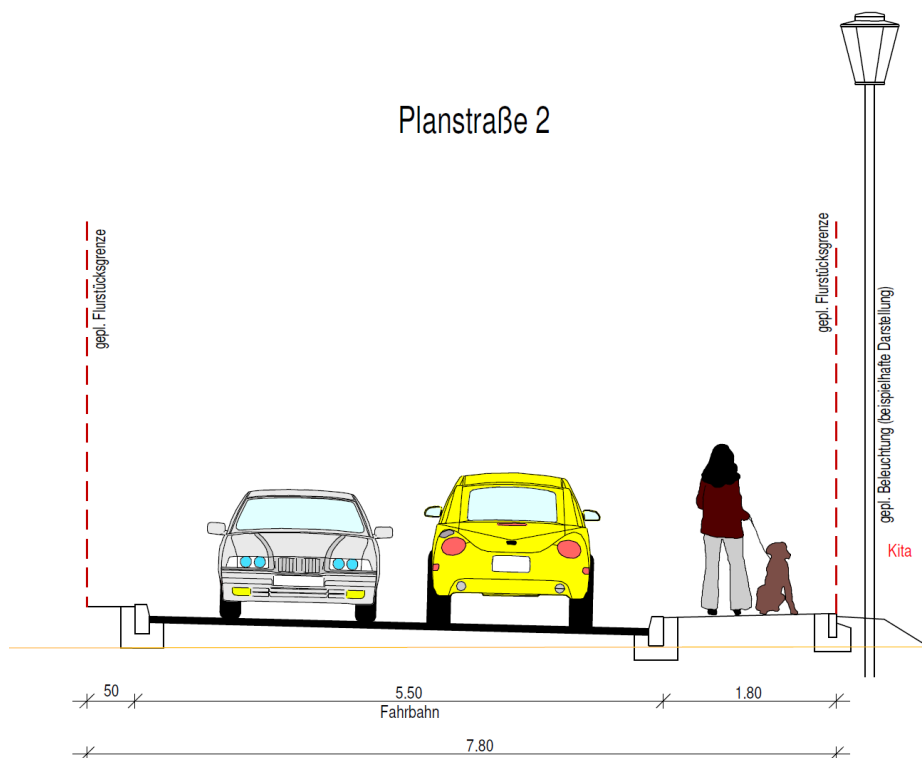 Planstraße 2
gepl. Flurstücksgrenze
gepl. Flurstücksgrenze
gepl. Beleuchtung (beispielhafte Darstellung)
Kita
50
5.50
1.80
Fahrbahn
7.80